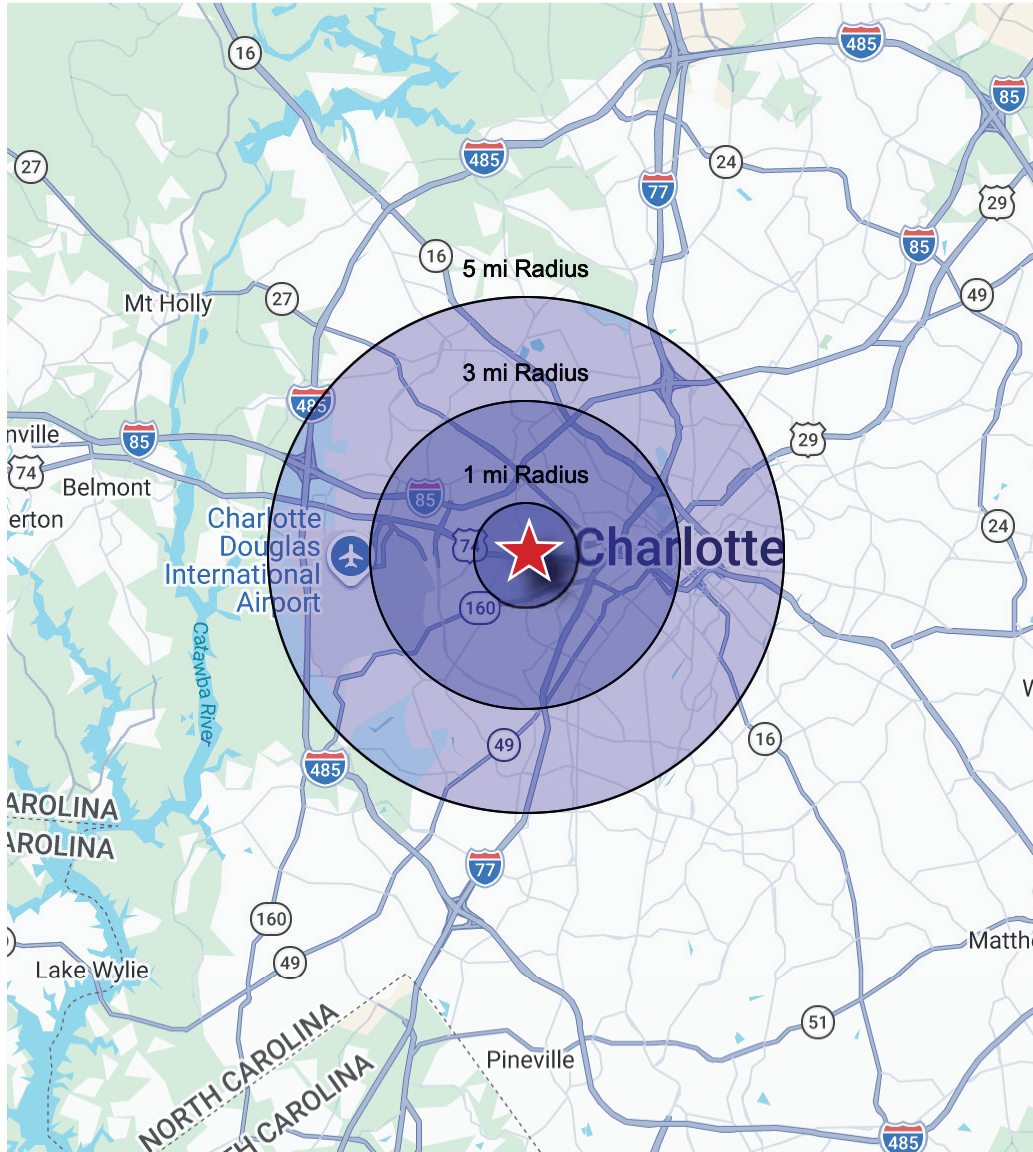 16
485
85
27
24
77
29
85
16
5 mi Radius
49
27
Mt Holly
3 mi Radius
485
nville
85
29
74
1 mi Radius
Belmont
85
erton
Charlotte
Douglas
International
Airport
74
Charlotte
24
160
Catawba River
49
16
485
AROLINA
AROLINA
77
160
Matth
49
Lake Wylie
51
NORTH CAROLINA
TH CAROLINA
Pineville
485
485